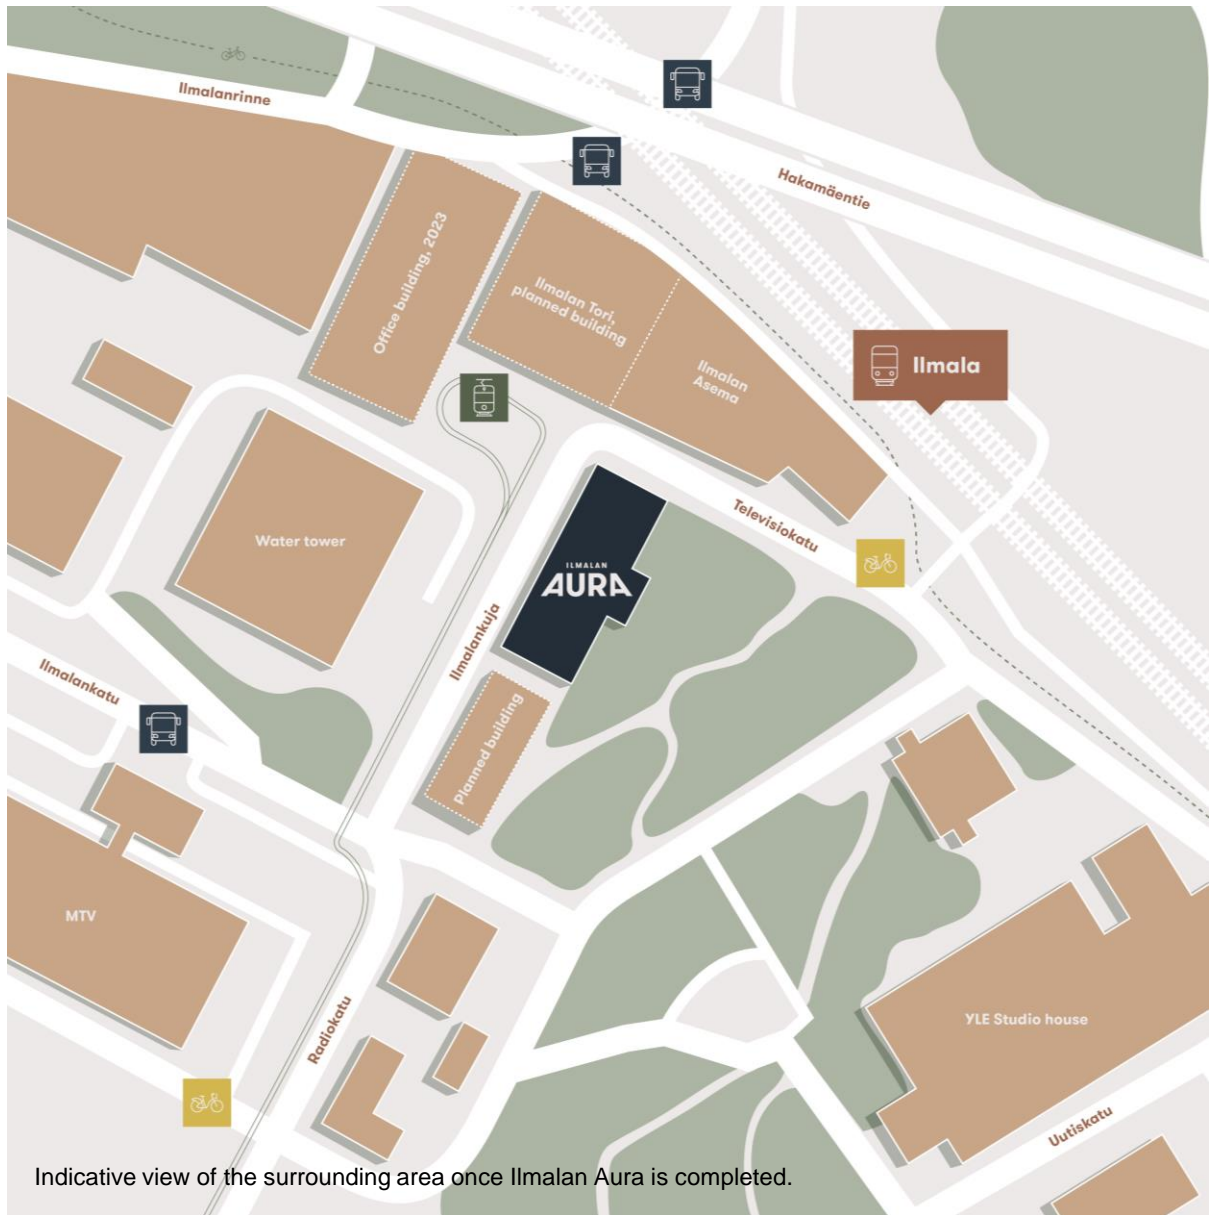 Ilmalanrinne
Hakamäentie
Office building, 2023
Ilmalan Tori,
planned building
Ilmalan
Asema
Ilmala
Televisiokatu
Water tower
ILMALAN
AURA
Ilmalankuja
Ilmalankatu
Planned building
MTV
Radiokatu
YLE Studio house
Uutiskatu
Indicative view of the surrounding area once Ilmalan Aura is completed.